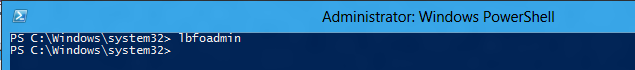 Administrator: Windows PowerShell
PS C:\Windows\system32> lbfoadmin
PS C:\Windows\system32>